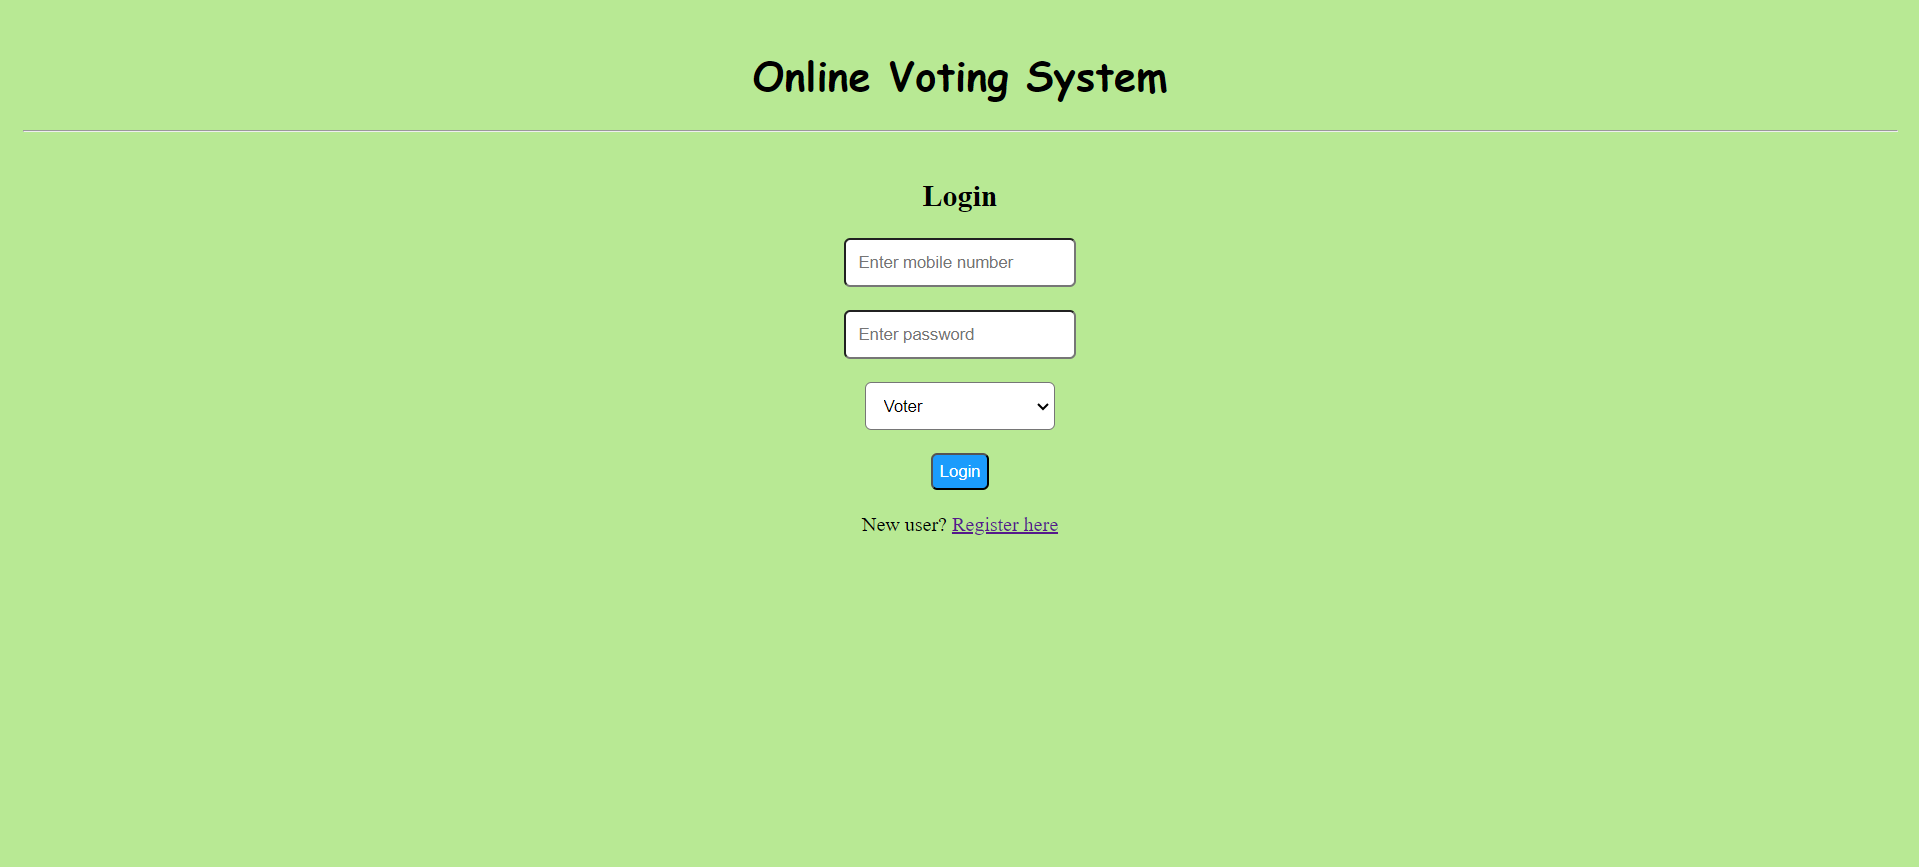 Online Voting System
Login
Enter mobile number
Enter password
Voter
Login
New user? Register here